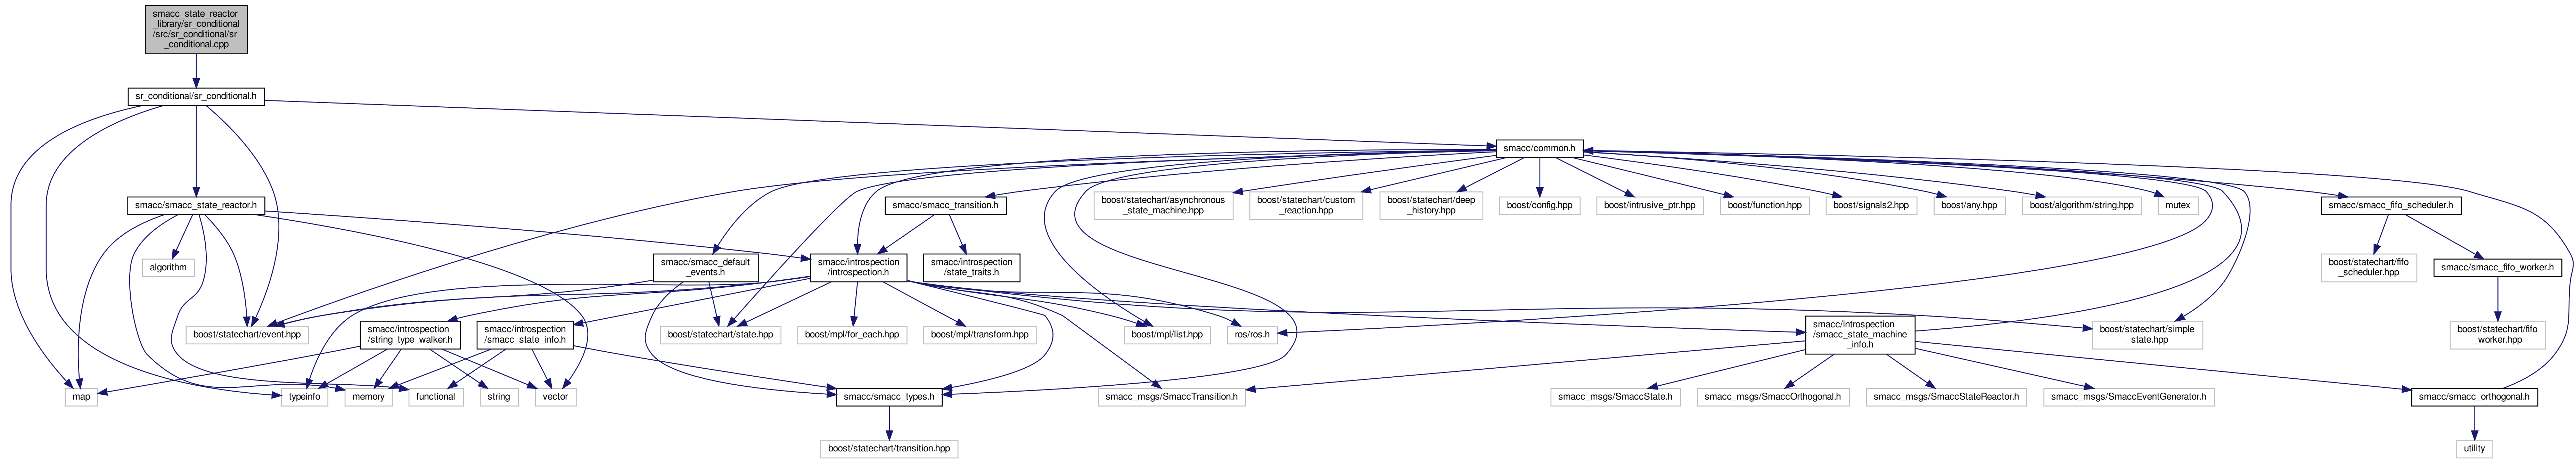 smacc_state_reactor
_library/sr_conditional
/src/sr_conditional/sr
_conditional.cpp
sr_conditional/sr_conditional.h
smacc/common.h
smacc/smacc_state_reactor.h
smacc/smacc_transition.h
boost/statechart/asynchronous
_state_machine.hpp
boost/statechart/custom
_reaction.hpp
boost/statechart/deep
_history.hpp
boost/config.hpp
boost/intrusive_ptr.hpp
boost/function.hpp
boost/signals2.hpp
boost/any.hpp
boost/algorithm/string.hpp
mutex
smacc/smacc_fifo_scheduler.h
algorithm
smacc/smacc_default
_events.h
smacc/introspection
/introspection.h
smacc/introspection
/state_traits.h
boost/statechart/fifo
_scheduler.hpp
smacc/smacc_fifo_worker.h
boost/statechart/event.hpp
smacc/introspection
/string_type_walker.h
smacc/introspection
/smacc_state_info.h
boost/statechart/state.hpp
boost/mpl/for_each.hpp
boost/mpl/transform.hpp
boost/mpl/list.hpp
ros/ros.h
smacc/introspection
/smacc_state_machine
_info.h
boost/statechart/simple
_state.hpp
boost/statechart/fifo
_worker.hpp
map
typeinfo
memory
functional
string
vector
smacc/smacc_types.h
smacc_msgs/SmaccTransition.h
smacc_msgs/SmaccState.h
smacc_msgs/SmaccOrthogonal.h
smacc_msgs/SmaccStateReactor.h
smacc_msgs/SmaccEventGenerator.h
smacc/smacc_orthogonal.h
boost/statechart/transition.hpp
utility